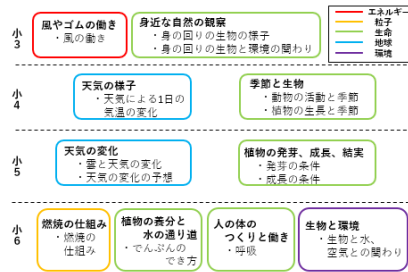 小3
風やゴムの働き
・風の働き
身近な自然の観察
・身の回りの生物の様子
・身の回りの生物と環境の関わり
エネルギー
粒子
生命
地球
環境
小4
天気の様子
・天気による1日の
気温の変化
季節と生物
・動物の活動と季節
・植物の生長と季節
小5
天気の変化
・雲と天気の変化
・天気の変化の予想
植物の発芽、成長、結実
・発芽の条件
・成長の条件
小6
燃焼の仕組み
・燃焼の
仕組み
植物の養分と
水の通り道
・でんぷんの
でき方
人の体の
つくりと働き
・呼吸
生物と環境
・生物と水、
空気との関わり